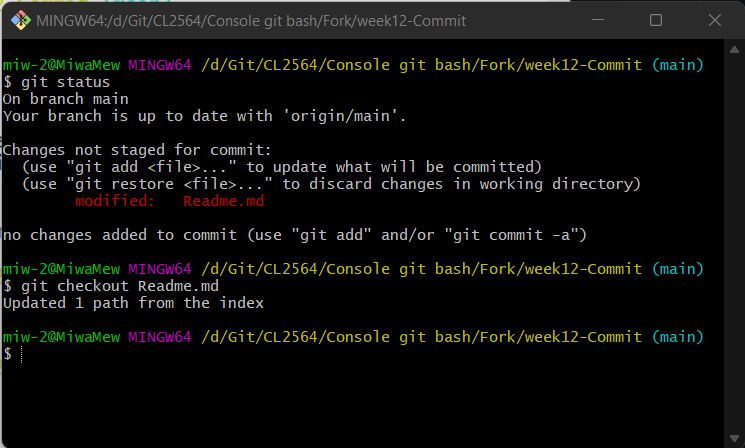 MINGW64:/d/Git/CL2564/Console git bash/Fork/week12-Commit
miw-2@MiwaMew MINGW64 /d/Git/CL2564/Console git bash/Fork/week12-Commit (main)
$ git status
On branch main
Your branch is up to date with 'origin/main'.
Changes not staged for commit:
  (use "git add <file>..." to update what will be committed)
  (use "git restore <file>..." to discard changes in working directory)
        modified:   Readme.md
no changes added to commit (use "git add" and/or "git commit -a")
miw-2@MiwaMew MINGW64 /d/Git/CL2564/Console git bash/Fork/week12-Commit (main)
$ git checkout Readme.md
Updated 1 path from the index
miw-2@MiwaMew MINGW64 /d/Git/CL2564/Console git bash/Fork/week12-Commit (main)
$